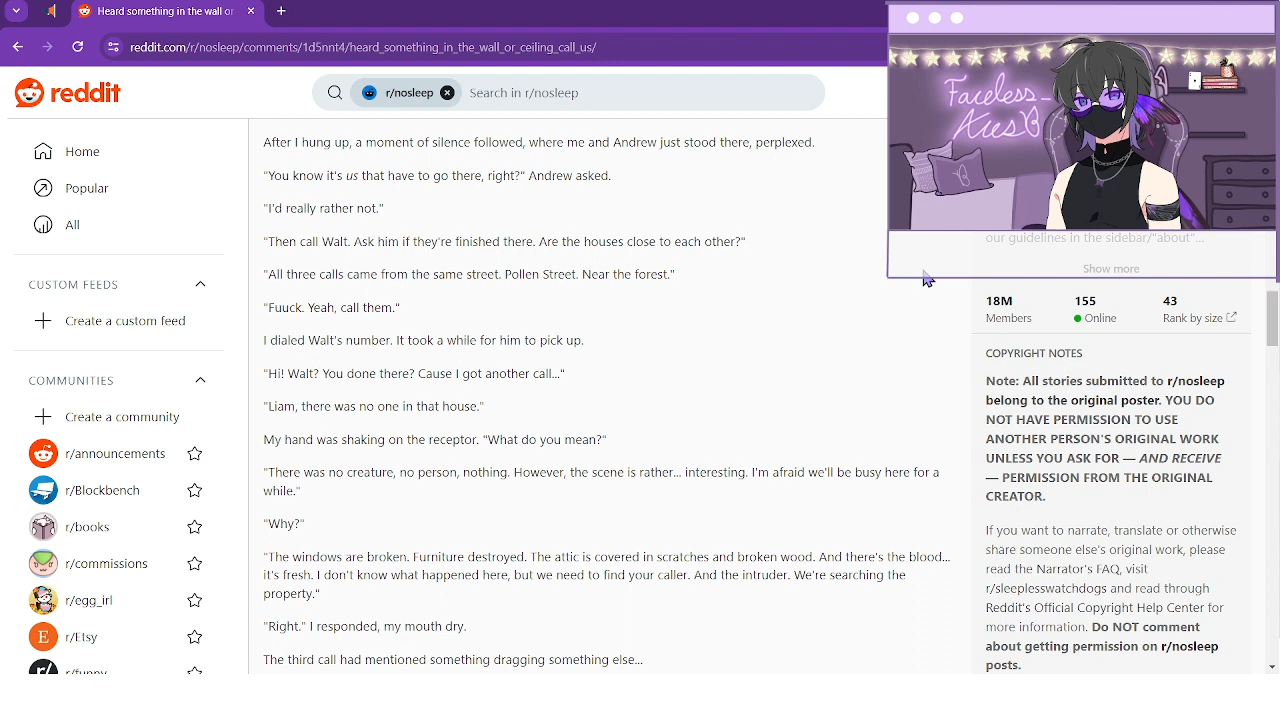 Heard something in the wall or
reddit.com/r/nosleep/comments/1d5nnt4/heard_something_in_the_wall_or_ceiling_call_us/
reddit
r/nosleep
Search in r/nosleep
Faceless_
AcesB
Home
Popular
All
CUSTOM FEEDS
Create a custom feed
COMMUNITIES
Create a community
r/announcements
r/Blockbench
r/books
r/commissions
r/egg_irl
E
r/Etsy
r/funny
After I hung up, a moment of silence followed, where me and Andrew just stood there, perplexed.
"You know it's us that have to go there, right?" Andrew asked.
"I'd really rather not."
"Then call Walt. Ask him if they're finished there. Are the houses close to each other?"
"All three calls came from the same street. Pollen Street. Near the forest."
"Fuuck. Yeah, call them."
I dialed Walt's number. It took a while for him to pick up.
"Hi! Walt? You done there? Cause I got another call..."
"Liam, there was no one in that house."
My hand was shaking on the receptor. "What do you mean?"
"There was no creature, no person, nothing. However, the scene is rather... interesting. I'm afraid we'll be busy here for a
while."
"Why?"
"The windows are broken. Furniture destroyed. The attic is covered in scratches and broken wood. And there's the blood...
it's fresh. I don't know what happened here, but we need to find your caller. And the intruder. We're searching the
property."
"Right." I responded, my mouth dry.
The third call had mentioned something dragging something else...
our guidelines in the sidebar/"about"...
Show more
18M
155
43
Members
Online
Rank by size
COPYRIGHT NOTES
Note: All stories submitted to r/nosleep
belong to the original poster. YOU DO
NOT HAVE PERMISSION TO USE
ANOTHER PERSON'S ORIGINAL WORK
UNLESS YOU ASK FOR — AND RECEIVE
— PERMISSION FROM THE ORIGINAL
CREATOR.
If you want to narrate, translate or otherwise
share someone else's original work, please
read the Narrator's FAQ, visit
r/sleeplesswatchdogs and read through
Reddit's Official Copyright Help Center for
more information. Do NOT comment
about getting permission on r/nosleep
posts.